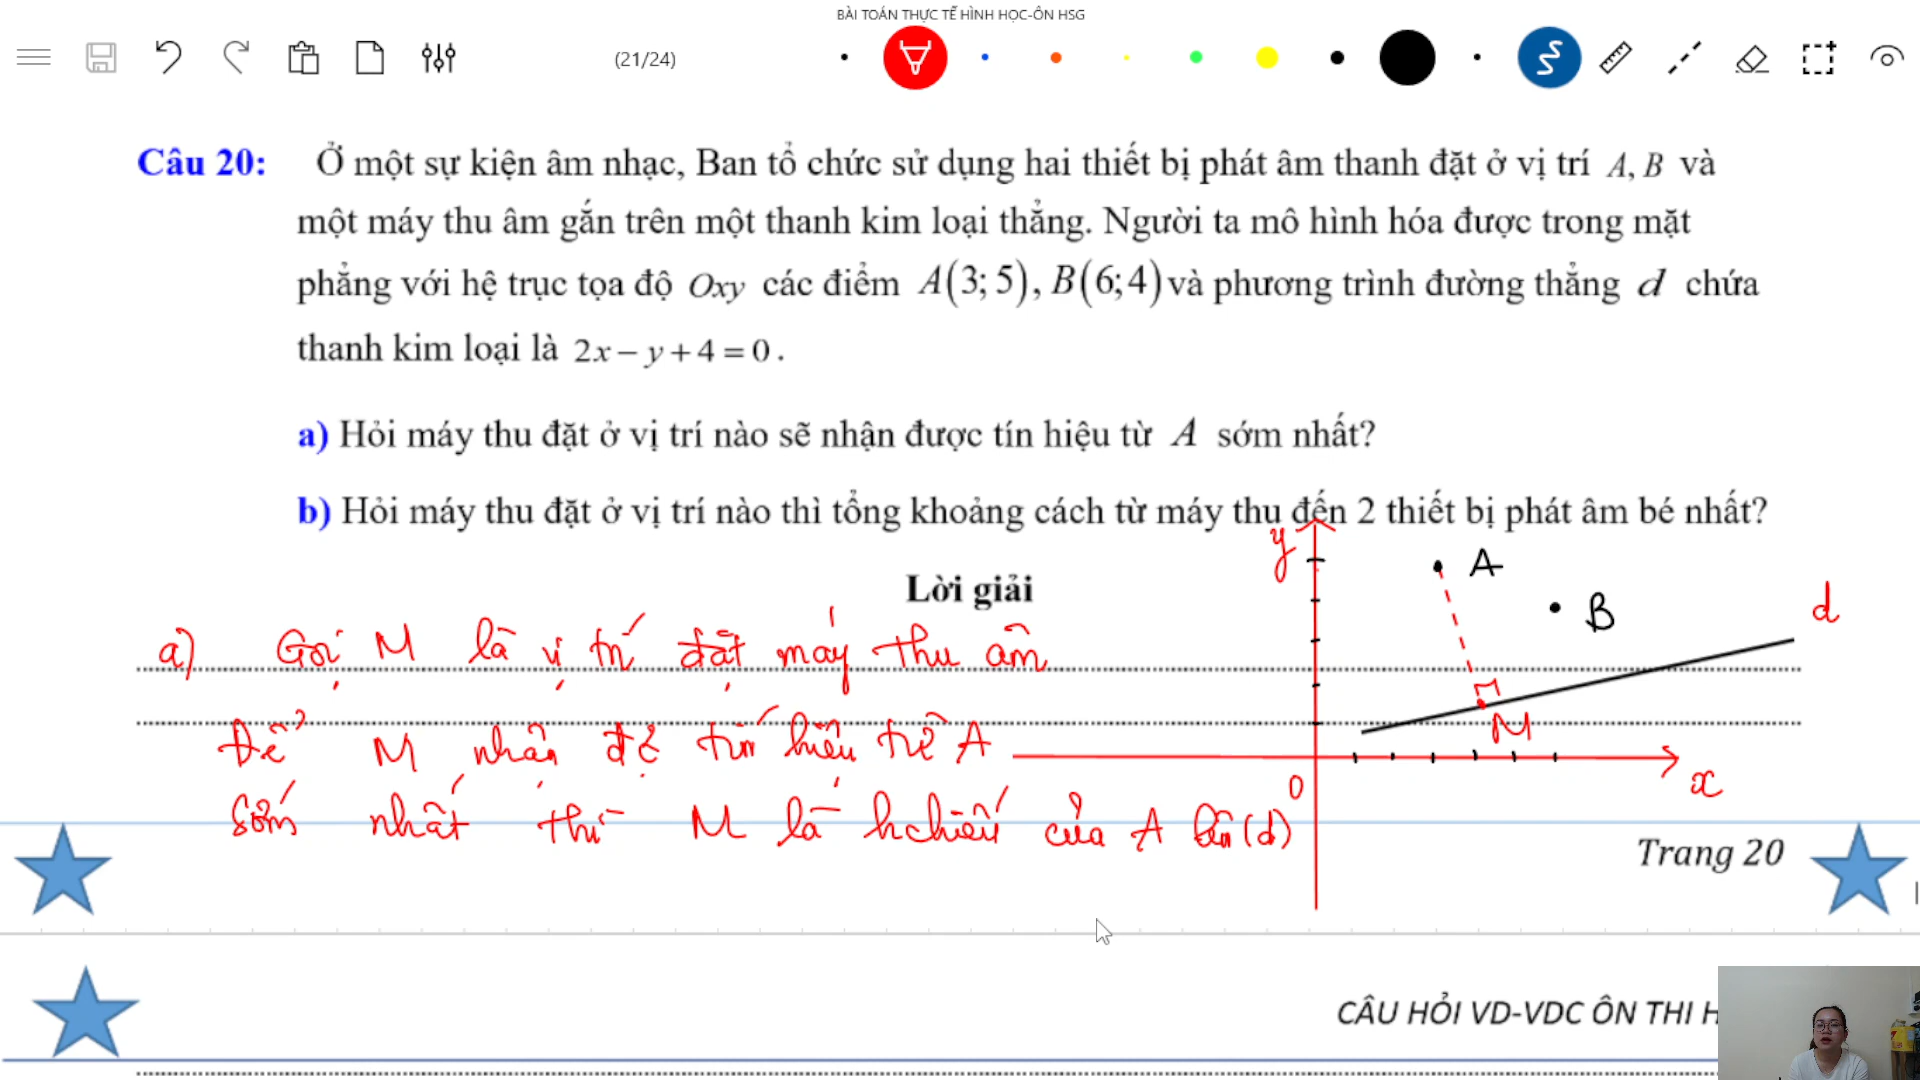 BÀI TOÁN THỰC TẾ HÌNH HỌC-ÔN HSG
(21/24)
Câu 20: Ở một sự kiện âm nhạc, Ban tổ chức sử dụng hai thiết bị phát âm thanh đặt ở vị trí A, B và
một máy thu âm gắn trên một thanh kim loại thẳng. Người ta mô hình hóa được trong mặt
phẳng với hệ trục tọa độ Oxy các điểm A(3;5), B(6;4) và phương trình đường thẳng d chứa
thanh kim loại là 2x − y + 4 = 0.
a) Hỏi máy thu đặt ở vị trí nào sẽ nhận được tín hiệu từ A sớm nhất?
b) Hỏi máy thu đặt ở vị trí nào thì tổng khoảng cách từ máy thu đến 2 thiết bị phát âm bé nhất?
Lời giải
y
A
B
d
a) Gọi M là vị trí đặt máy thu âm
M
Để M nhận đc tín hiệu từ A
O
x
sớm nhất thì M là hchiếu của A lên (d)
Trang 20
CÂU HỎI VD-VDC ÔN THI H